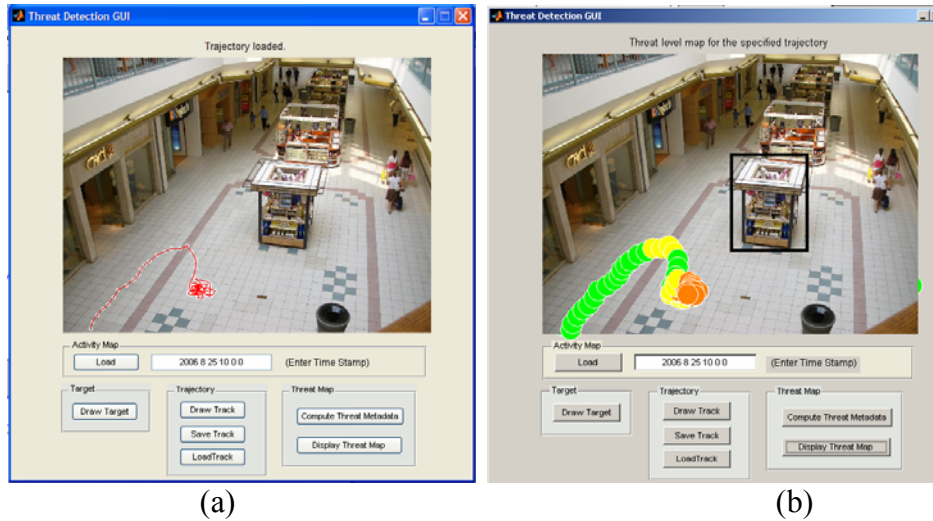 Threat Detection GUI
Trajectory loaded.
Activity Map
Load
2006 8 25 10 0 0
(Enter Time Stamp)
Target
Draw Target
Trajectory
Draw Track
Save Track
LoadTrack
Threat Map
Compute Threat Metadata
Display Threat Map
(a)
Threat Detection GUI
Threat level map for the specified trajectory
Activity Map
Load
2006 8 25 10 0 0
(Enter Time Stamp)
Target
Draw Target
Trajectory
Draw Track
Save Track
LoadTrack
Threat Map
Compute Threat Metadata
Display Threat Map
(b)